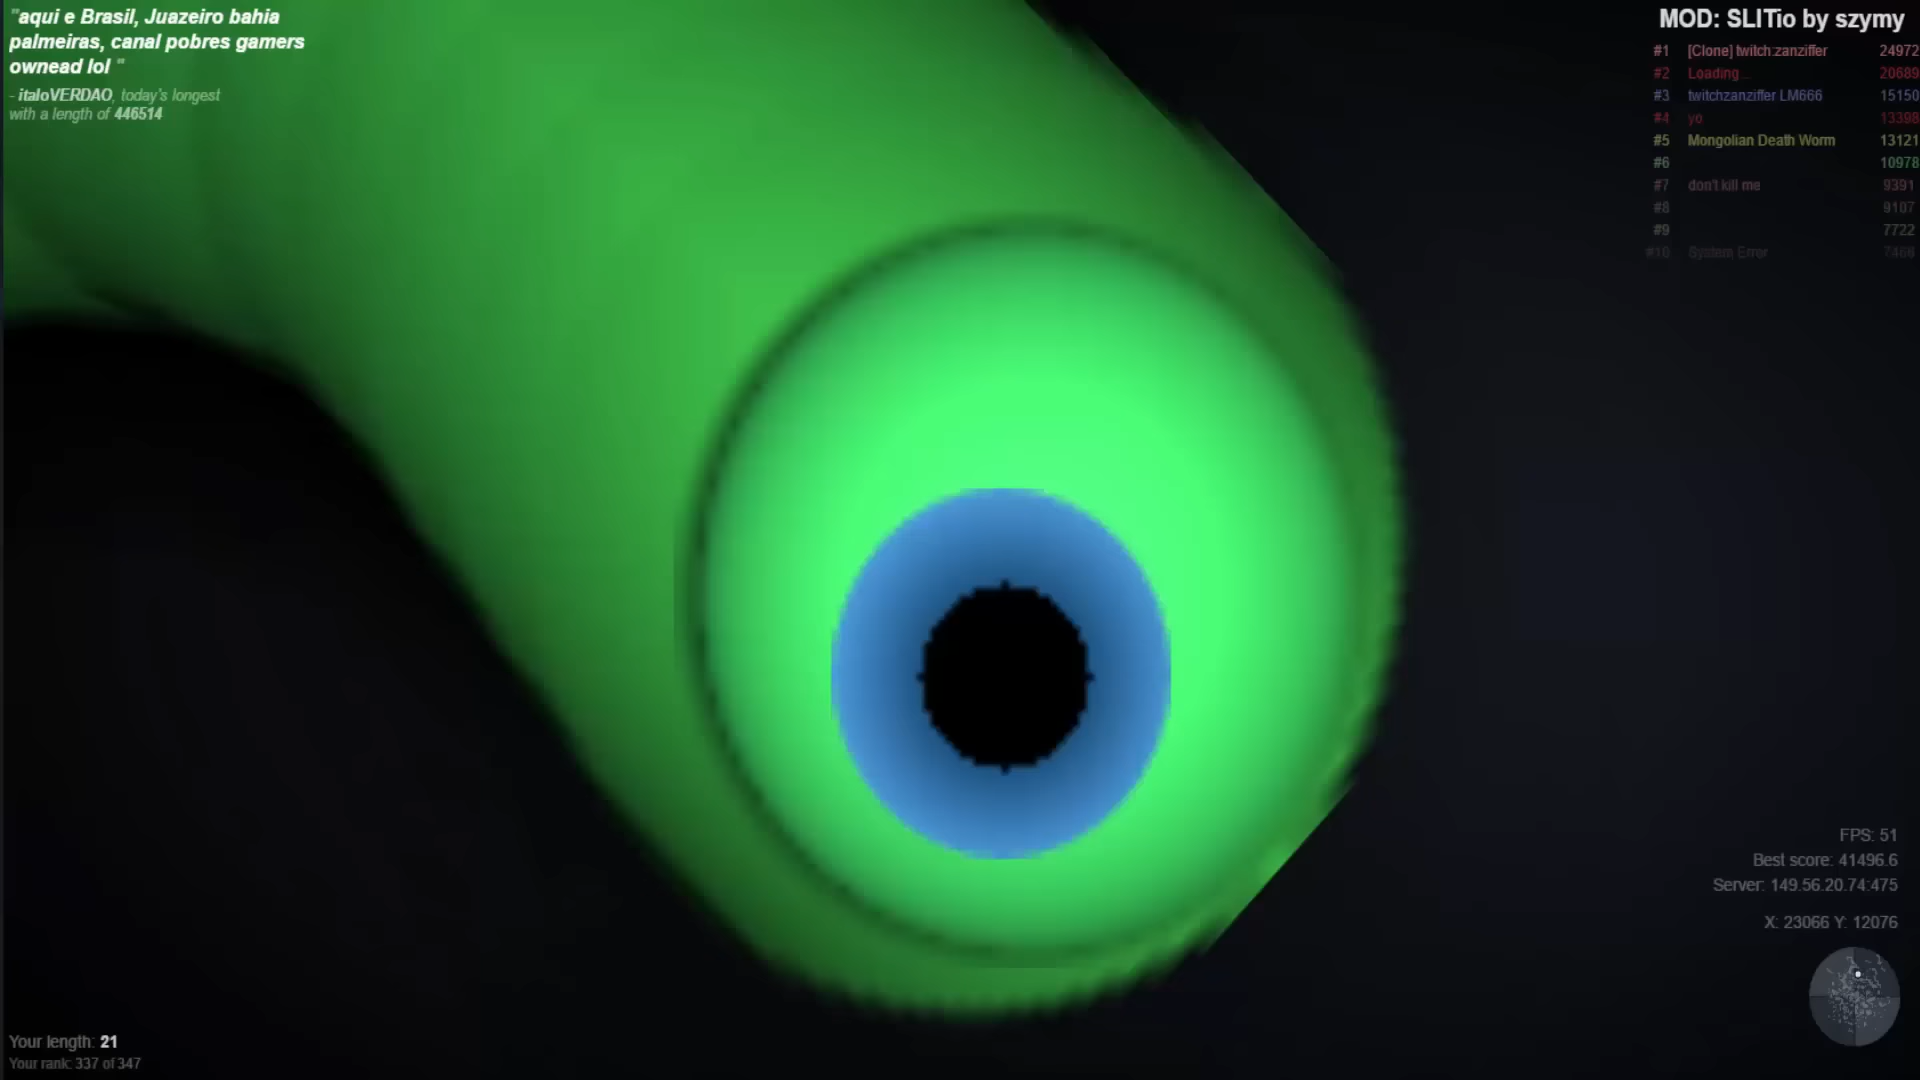 "aqui e Brasil, Juazeiro bahia
palmeiras, canal pobres gamers
ownead lol "
- italoVERDAO, today's longest
with a length of 446514
MOD: SLITio by szymy
#1 [Clone] twitch:zanziffer 24972
#2 Loading... 20689
#3 twitchzanziffer LM666 15150
#4 yo 13398
#5 Mongolian Death Worm 13121
#6 10978
#7 don't kill me 9391
#8 9107
#9 7722
#10 System Error
FPS: 51
Best score: 41496.6
Server: 149.56.20.74:475
X: 23066 Y: 12076
Your length: 21
Your rank: 337 of 347